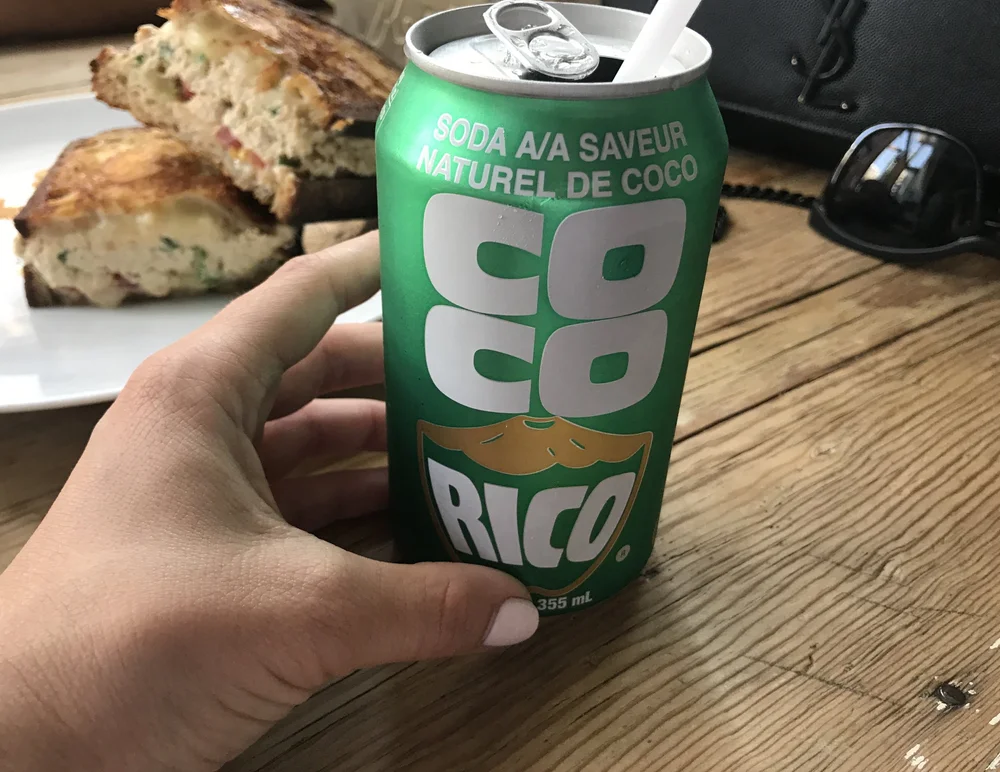 SODA A/A SAVEUR
NATUREL DE COCO
CO
CO
RICO
®
355 mL